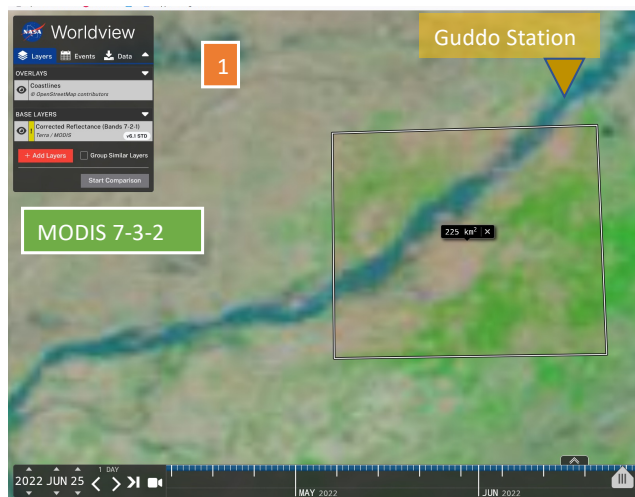 NASA Worldview
Layers Events Data
OVERLAYS
Coastlines
© OpenStreetMap contributors
BASE LAYERS
Corrected Reflectance (Bands 7-2-1)
Terra / MODIS v6.1 STD
+ Add Layers Group Similar Layers
Start Comparison
1
Guddo Station
MODIS 7-3-2
225 km² ×
1 DAY
2022 JUN 25
MAY 2022 JUN 2022